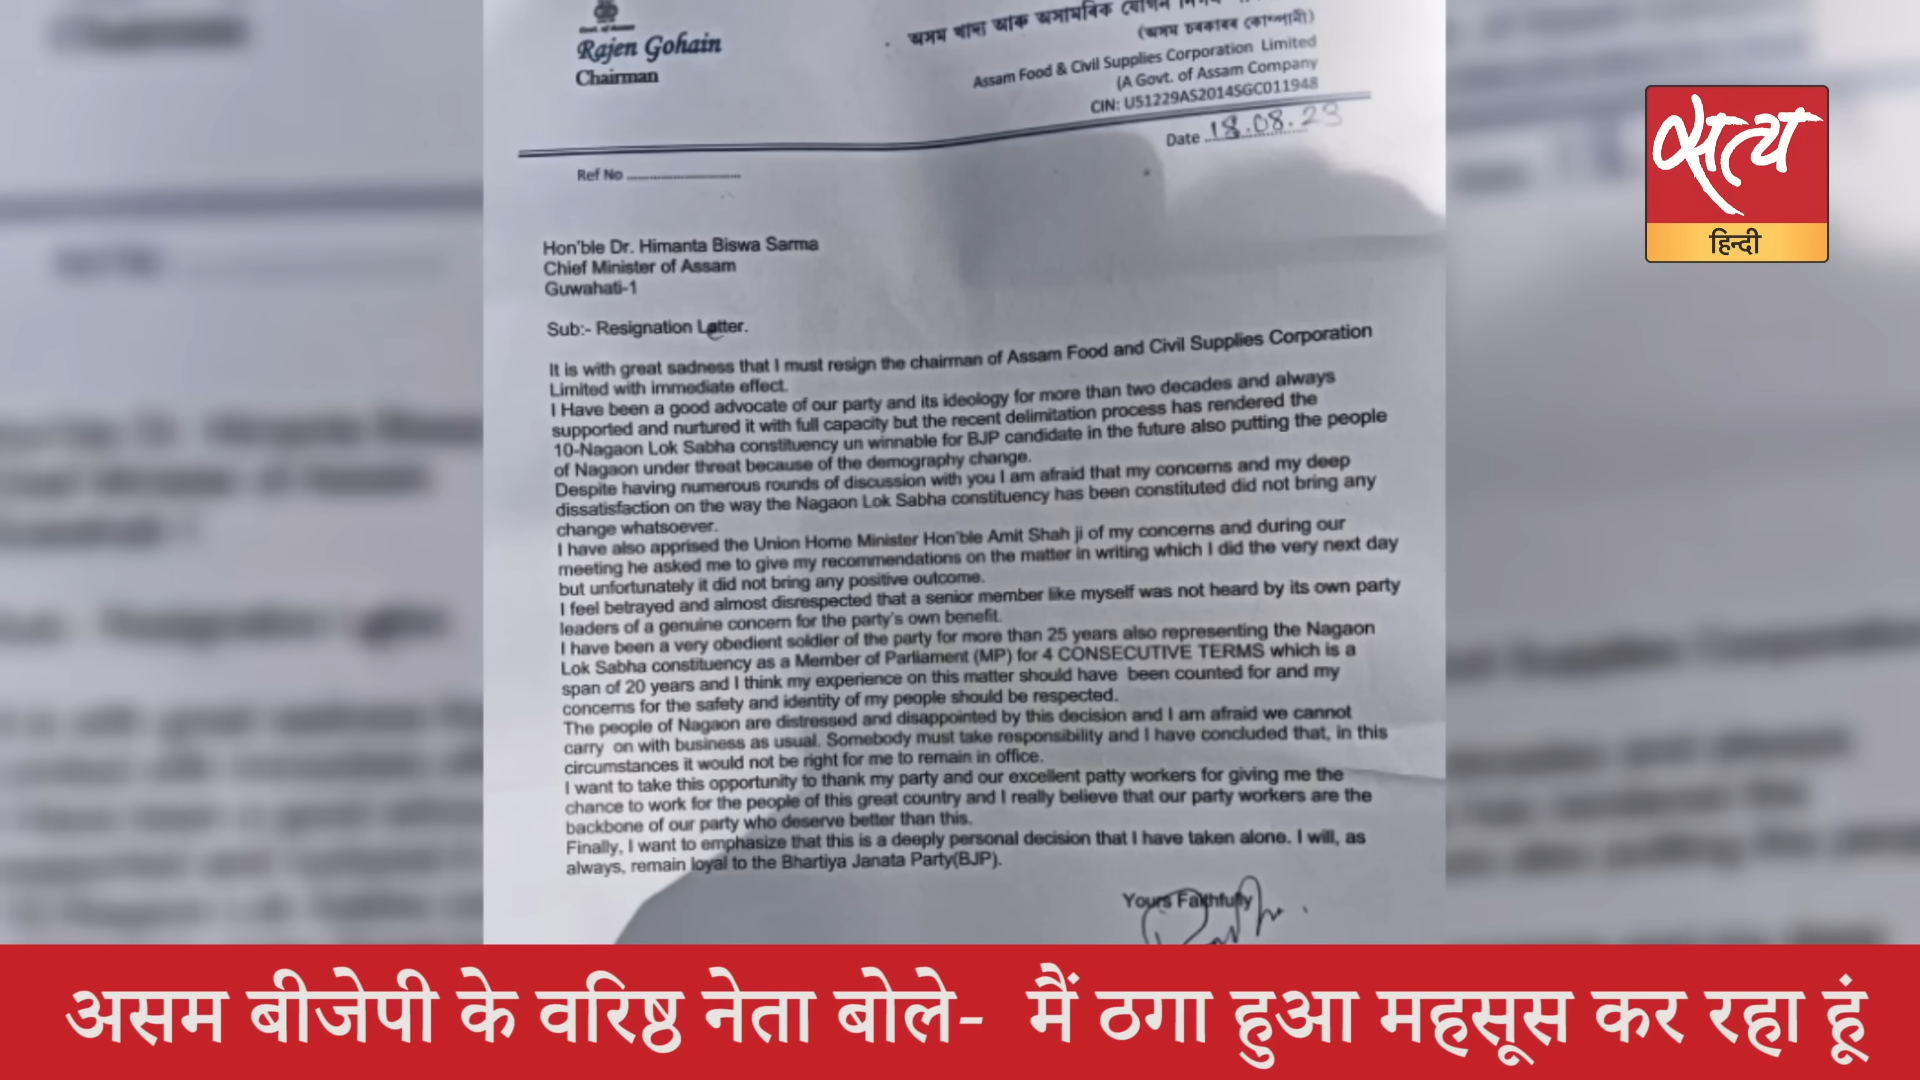 Govt. of Assam
Rajen Gohain
Chairman
অসম খাদ্য আৰু অসামৰিক যোগান নিগম
(অসম চৰকাৰৰ কোম্পানী)
Assam Food & Civil Supplies Corporation Limited
(A Govt. of Assam Company
CIN: U51229AS2014SGC011948
Date 18.08.23
Ref No ............................
Hon'ble Dr. Himanta Biswa Sarma
Chief Minister of Assam
Guwahati-1
Sub:- Resignation Letter.
It is with great sadness that I must resign the chairman of Assam Food and Civil Supplies Corporation
Limited with immediate effect.
I Have been a good advocate of our party and its ideology for more than two decades and always
supported and nurtured it with full capacity but the recent delimitation process has rendered the
10-Nagaon Lok Sabha constituency un winnable for BJP candidate in the future also putting the people
of Nagaon under threat because of the demography change.
Despite having numerous rounds of discussion with you I am afraid that my concerns and my deep
dissatisfaction on the way the Nagaon Lok Sabha constituency has been constituted did not bring any
change whatsoever.
I have also apprised the Union Home Minister Hon'ble Amit Shah ji of my concerns and during our
meeting he asked me to give my recommendations on the matter in writing which I did the very next day
but unfortunately it did not bring any positive outcome.
I feel betrayed and almost disrespected that a senior member like myself was not heard by its own party
leaders of a genuine concern for the party's own benefit.
I have been a very obedient soldier of the party for more than 25 years also representing the Nagaon
Lok Sabha constituency as a Member of Parliament (MP) for 4 CONSECUTIVE TERMS which is a
span of 20 years and I think my experience on this matter should have been counted for and my
concerns for the safety and identity of my people should be respected.
The people of Nagaon are distressed and disappointed by this decision and I am afraid we cannot
carry on with business as usual. Somebody must take responsibility and I have concluded that, in this
circumstances it would not be right for me to remain in office.
I want to take this opportunity to thank my party and our excellent patty workers for giving me the
chance to work for the people of this great country and I really believe that our party workers are the
backbone of our party who deserve better than this.
Finally, I want to emphasize that this is a deeply personal decision that I have taken alone. I will, as
always, remain loyal to the Bhartiya Janata Party(BJP).
Yours Faithfully
सत्य
हिन्दी
असम बीजेपी के वरिष्ठ नेता बोले- मैं ठगा हुआ महसूस कर रहा हूं